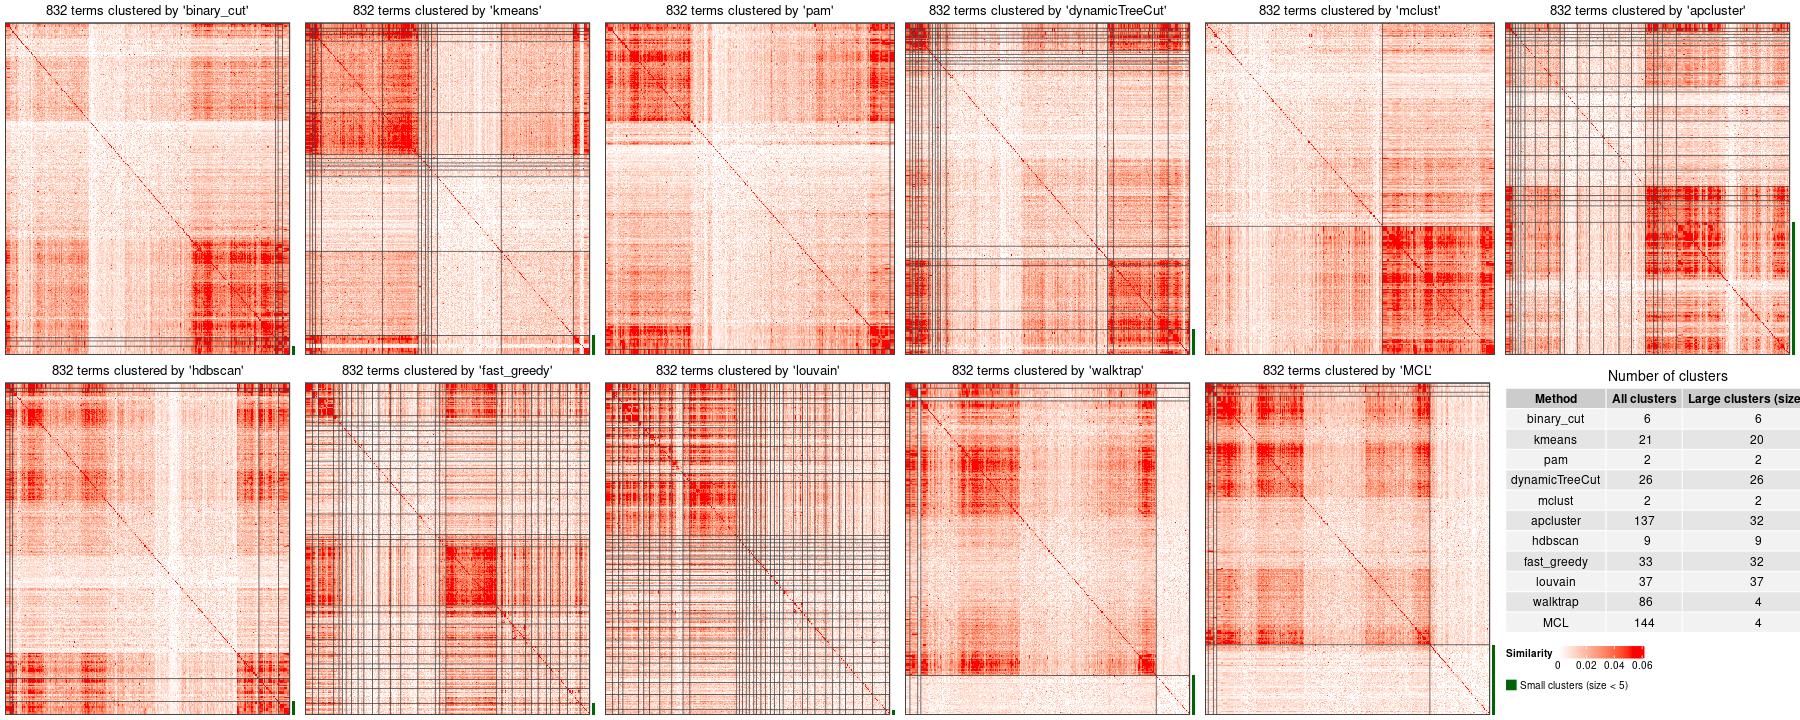 832 terms clustered by 'binary_cut'
832 terms clustered by 'kmeans'
832 terms clustered by 'pam'
832 terms clustered by 'dynamicTreeCut'
832 terms clustered by 'mclust'
832 terms clustered by 'apcluster'
832 terms clustered by 'hdbscan'
832 terms clustered by 'fast_greedy'
832 terms clustered by 'louvain'
832 terms clustered by 'walktrap'
832 terms clustered by 'MCL'
Number of clusters
Method All clusters Large clusters (size
binary_cut 6 6
kmeans 21 20
pam 2 2
dynamicTreeCut 26 26
mclust 2 2
apcluster 137 32
hdbscan 9 9
fast_greedy 33 32
louvain 37 37
walktrap 86 4
MCL 144 4
Similarity
0 0.02 0.04 0.06
Small clusters (size < 5)